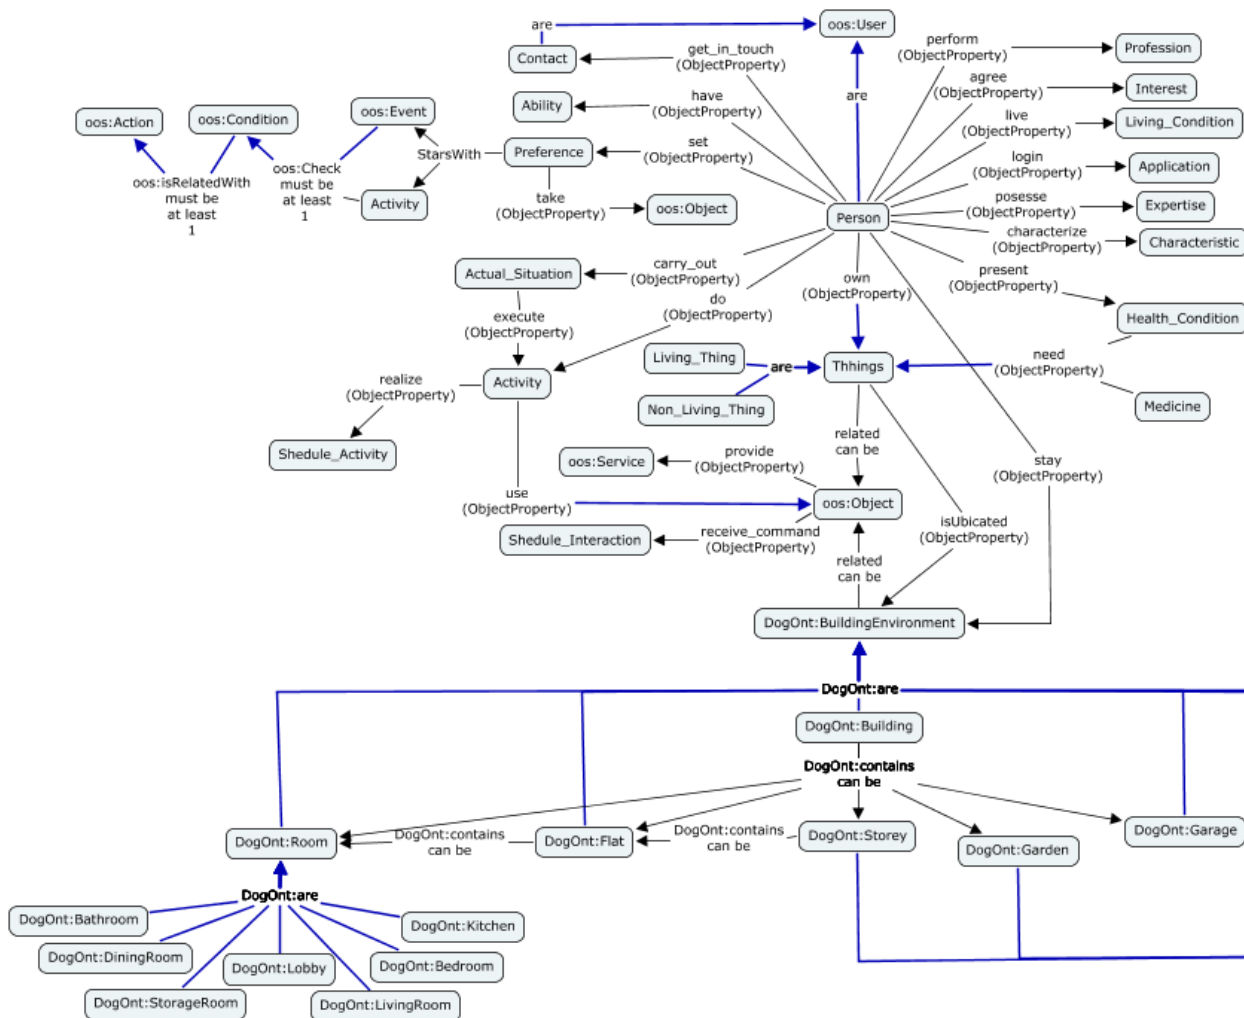 are
oos:User
Contact
get_in_touch
(ObjectProperty)
perform
(ObjectProperty)
Profession
Ability
have
(ObjectProperty)
are
agree
(ObjectProperty)
Interest
oos:Action
oos:Condition
oos:Event
live
(ObjectProperty)
Living_Condition
StarsWith
Preference
set
(ObjectProperty)
login
(ObjectProperty)
Application
oos:isRelatedWith
must be
at least
1
oos:Check
must be
at least
1
Activity
take
(ObjectProperty)
oos:Object
Person
posesse
(ObjectProperty)
Expertise
characterize
(ObjectProperty)
Characteristic
Actual_Situation
carry_out
(ObjectProperty)
own
(ObjectProperty)
present
(ObjectProperty)
do
(ObjectProperty)
execute
(ObjectProperty)
Health_Condition
Living_Thing
are
Thhings
need
(ObjectProperty)
realize
(ObjectProperty)
Activity
Non_Living_Thing
Medicine
Shedule_Activity
related
can be
oos:Service
provide
(ObjectProperty)
stay
(ObjectProperty)
use
(ObjectProperty)
oos:Object
isUbicated
(ObjectProperty)
Shedule_Interaction
receive_command
(ObjectProperty)
related
can be
DogOnt:BuildingEnvironment
DogOnt:are
DogOnt:Building
DogOnt:contains
can be
DogOnt:Room
DogOnt:contains
can be
DogOnt:Flat
DogOnt:contains
can be
DogOnt:Storey
DogOnt:Garden
DogOnt:Garage
DogOnt:are
DogOnt:Bathroom
DogOnt:Kitchen
DogOnt:DiningRoom
DogOnt:Lobby
DogOnt:Bedroom
DogOnt:StorageRoom
DogOnt:LivingRoom